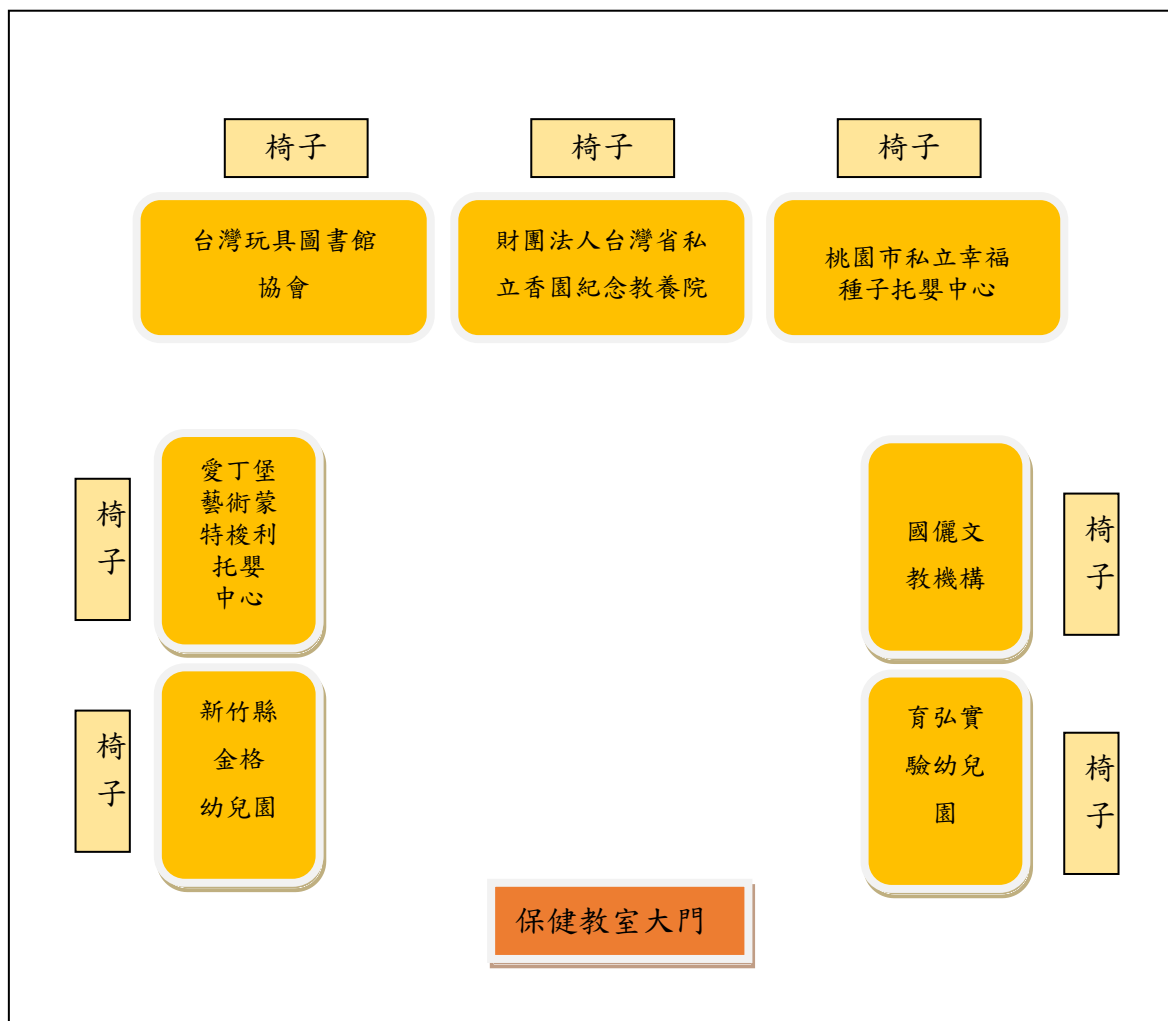 椅子
椅子
椅子
台灣玩具圖書館
協會
財團法人台灣省私
立香園紀念教養院
桃園市私立幸福
種子托嬰中心
椅
子
愛丁堡
藝術蒙
特梭利
托嬰
中心
國儷文
教機構
椅
子
椅
子
新竹縣
金格
幼兒園
育弘實
驗幼兒
園
椅
子
保健教室大門